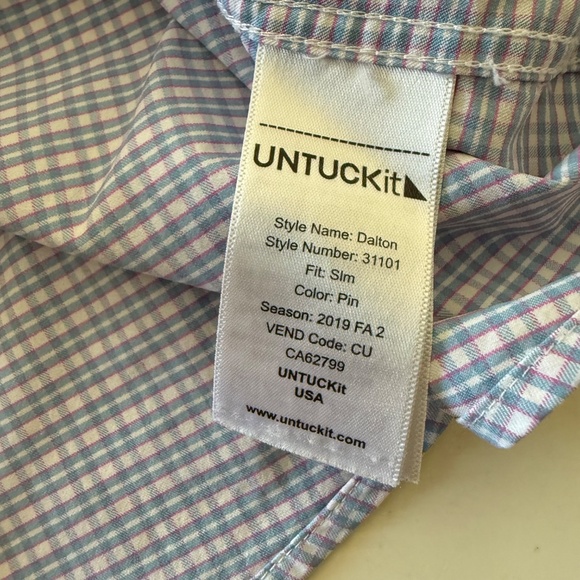 UNTUCKit
Style Name: Dalton
Style Number: 31101
Fit: Slm
Color: Pin
Season: 2019 FA 2
VEND Code: CU
CA62799
UNTUCKit
USA
www.untuckit.com